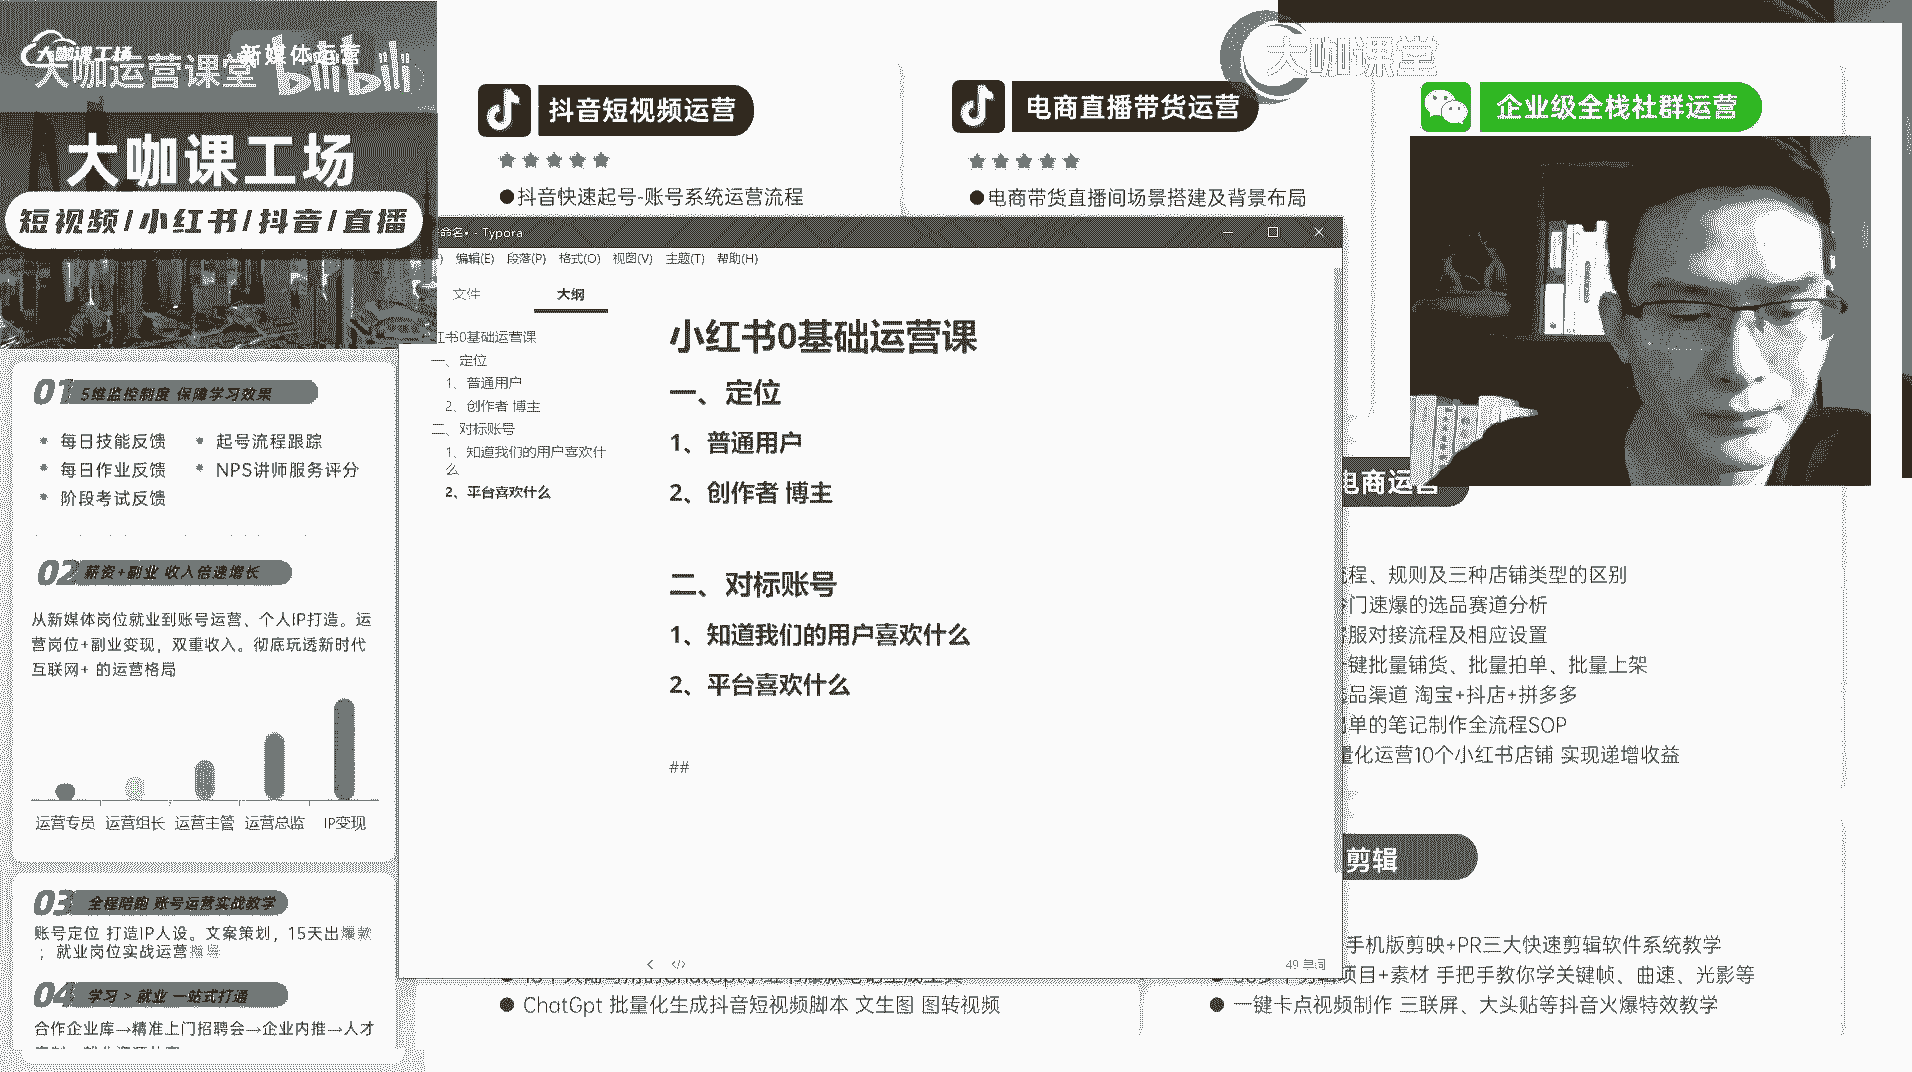 大咖课工场
新媒体运营
大咖运营课堂 bilibili
大咖课工场
短视频/小红书/抖音/直播
大咖课堂
抖音短视频运营
抖音快速起号-账号系统运营流程
电商直播带货运营
电商带货直播间场景搭建及背景布局
企业级全栈社群运营
01 5维监控制度 保障学习效果
每日技能反馈
起号流程跟踪
每日作业反馈
NPS讲师服务评分
阶段考试反馈
02 薪资+副业 收入倍速增长
从新媒体岗位就业到账号运营、个人IP打造。运
营岗位+副业变现，双重收入。彻底玩透新时代
互联网+ 的运营格局
运营专员 运营组长 运营主管 运营总监 IP变现
03 全程陪跑 账号运营实战教学
账号定位 打造IP人设。文案策划，15天出爆款
；就业岗位实战运营指导
04 学习 > 就业 一站式打通
合作企业库→精准上门招聘会→企业内推→人才
命名• - Typora
编辑(E) 段落(P) 格式(O) 视图(V) 主题(T) 帮助(H)
文件 大纲
红书0基础运营课
一、定位
1、普通用户
2、创作者 博主
二、对标账号
1、知道我们的用户喜欢什
么
2、平台喜欢什么
小红书0基础运营课
一、定位
1、普通用户
2、创作者 博主
二、对标账号
1、知道我们的用户喜欢什么
2、平台喜欢什么
##
49 单词
电商运营
流程、规则及三种店铺类型的区别
门速爆的选品赛道分析
客服对接流程及相应设置
一键批量铺货、批量拍单、批量上架
选品渠道 淘宝+抖店+拼多多
出单的笔记制作全流程SOP
量化运营10个小红书店铺 实现递增收益
剪辑
手机版剪映+PR三大快速剪辑软件系统教学
项目+素材 手把手教你学关键帧、曲速、光影等
一键卡点视频制作 三联屏、大头贴等抖音火爆特效教学
ChatGpt 批量化生成抖音短视频脚本 文生图 图转视频